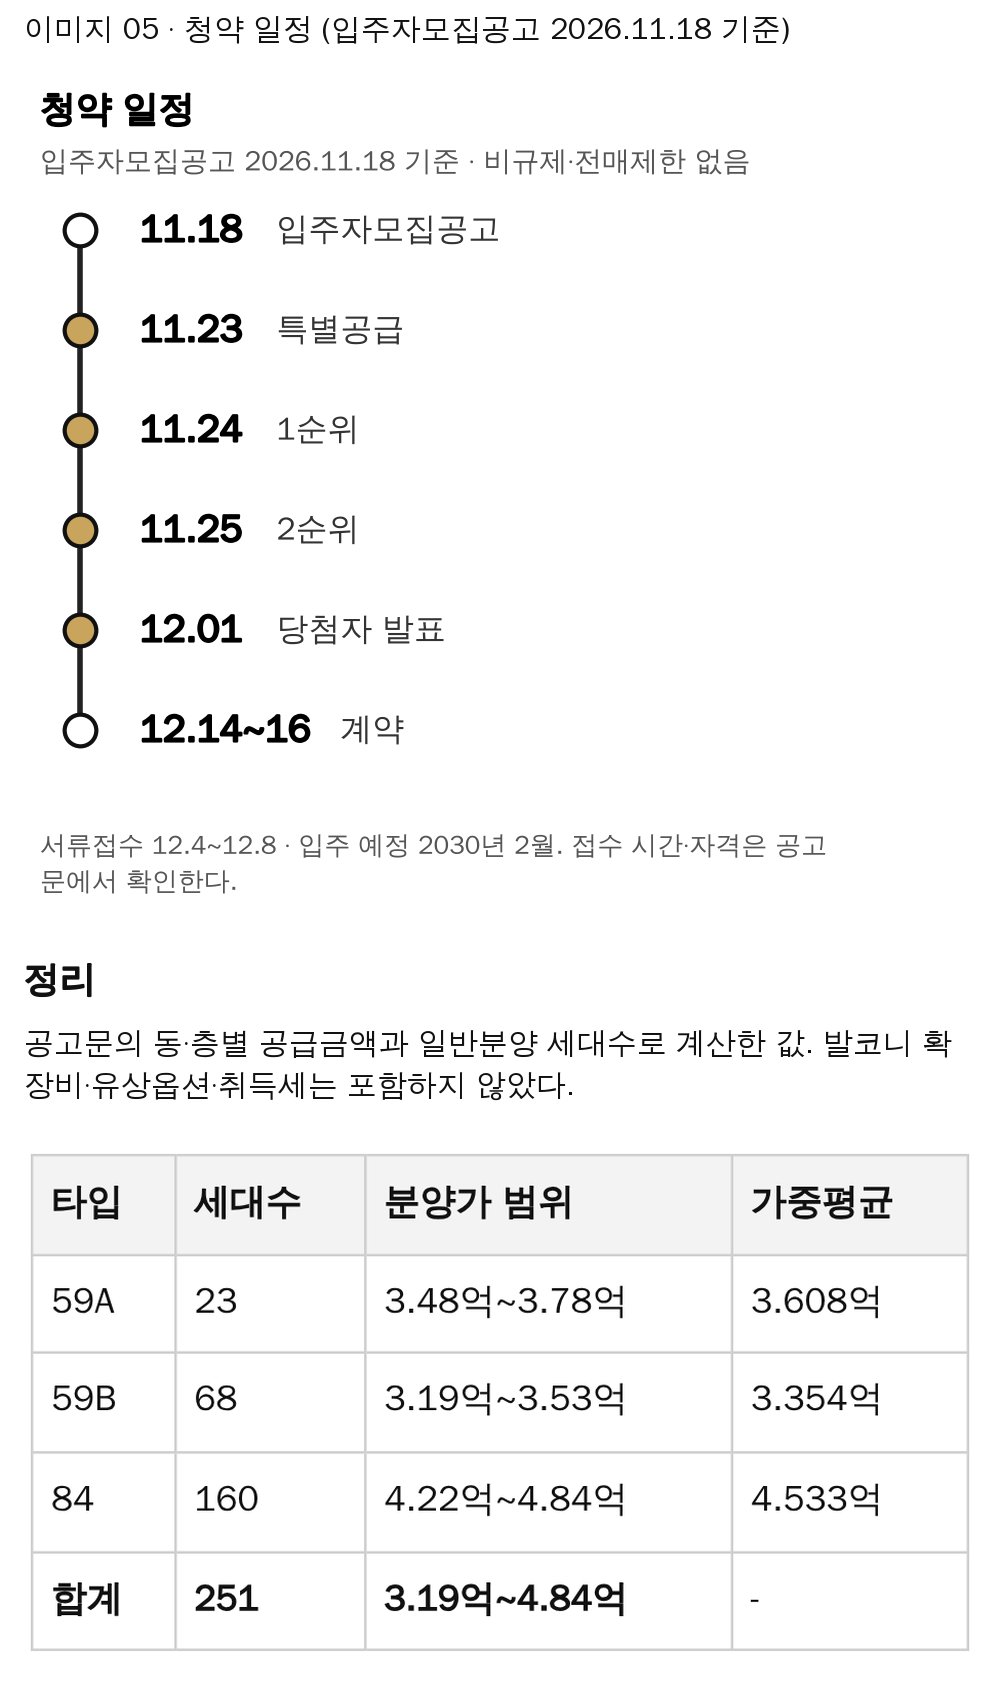 이미지 05 · 청약 일정 (입주자모집공고 2026.11.18 기준)
청약 일정
입주자모집공고 2026.11.18 기준 · 비규제·전매제한 없음
11.18 입주자모집공고
11.23 특별공급
11.24 1순위
11.25 2순위
12.01 당첨자 발표
12.14~16 계약
서류접수 12.4~12.8 · 입주 예정 2030년 2월. 접수 시간·자격은 공고
문에서 확인한다.
정리
공고문의 동·층별 공급금액과 일반분양 세대수로 계산한 값. 발코니 확
장비·유상옵션·취득세는 포함하지 않았다.
타입 세대수 분양가 범위 가중평균
59A 23 3.48억~3.78억 3.608억
59B 68 3.19억~3.53억 3.354억
84 160 4.22억~4.84억 4.533억
합계 251 3.19억~4.84억 -